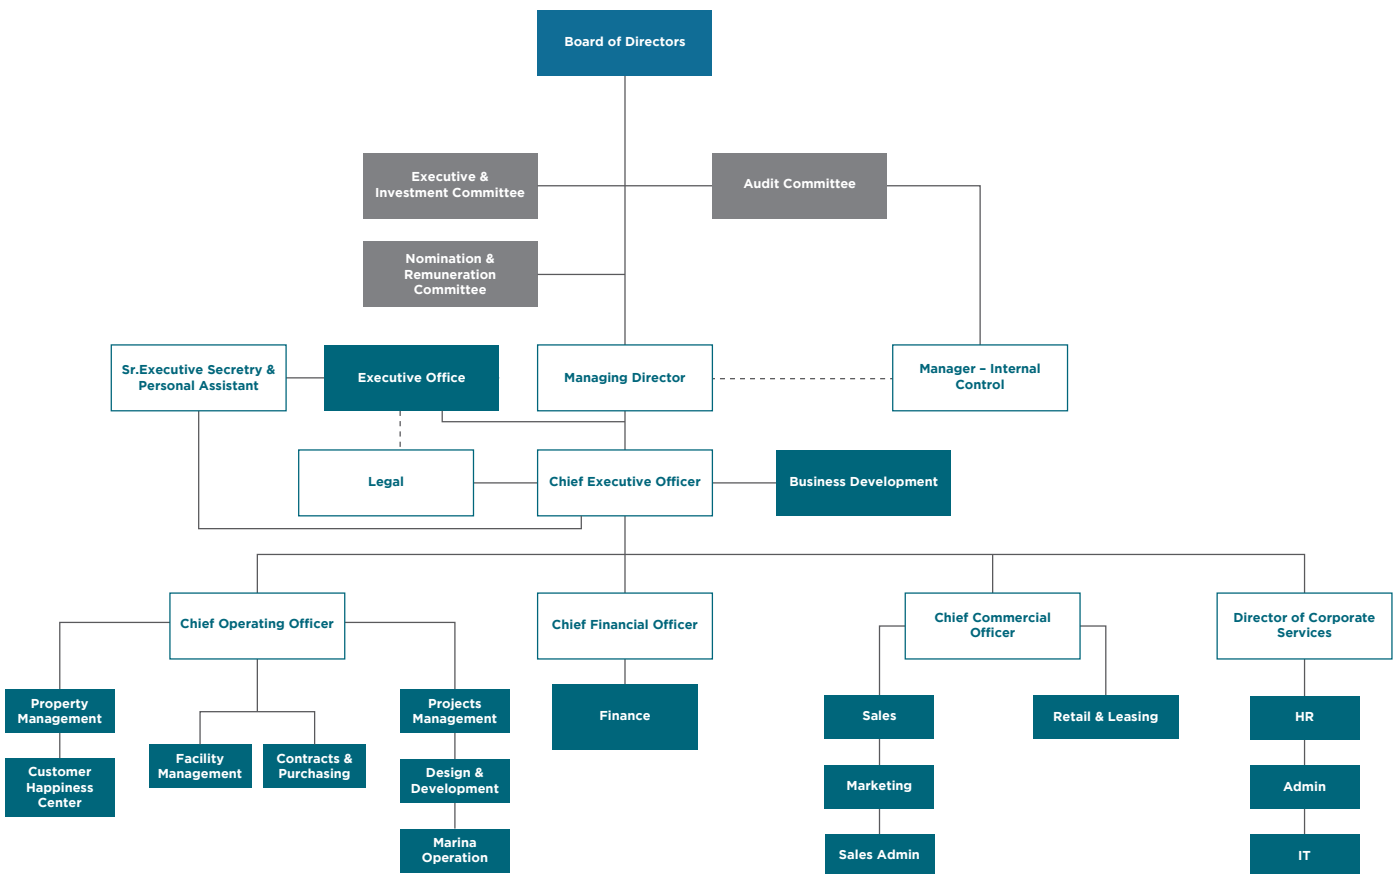 Board of Directors
Executive &
Investment Committee
Audit Committee
Nomination &
Remuneration
Committee
Sr.Executive Secretry &
Personal Assistant
Executive Office
Managing Director
Manager – Internal
Control
Legal
Chief Executive Officer
Business Development
Chief Operating Officer
Chief Financial Officer
Chief Commercial
Officer
Director of Corporate
Services
Property
Management
Customer
Happiness
Center
Facility
Management
Contracts &
Purchasing
Projects
Management
Design &
Development
Marina
Operation
Finance
Sales
Marketing
Sales Admin
Retail & Leasing
HR
Admin
IT